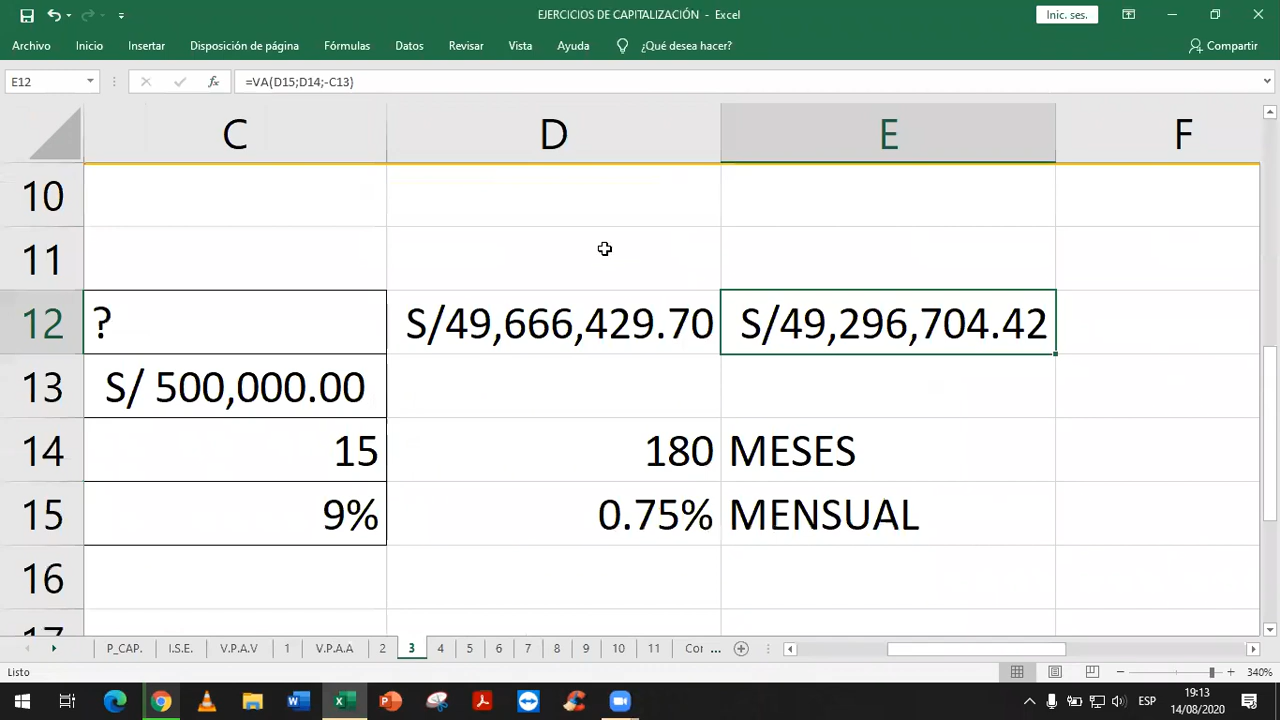 EJERCICIOS DE CAPITALIZACIÓN - Excel
Inic. ses.
Archivo Inicio Insertar Disposición de página Fórmulas Datos Revisar Vista Ayuda ¿Qué desea hacer? Compartir
E12 fx =VA(D15;D14;-C13)
C D E F
10
11
12 ? S/49,666,429.70 S/49,296,704.42
13 S/ 500,000.00
14 15 180 MESES
15 9% 0.75% MENSUAL
16
17
P_CAP. I.S.E. V.P.A.V 1 V.P.A.A 2 3 4 5 6 7 8 9 10 11 Cor ...
Listo 340%
ESP 19:13
14/08/2020